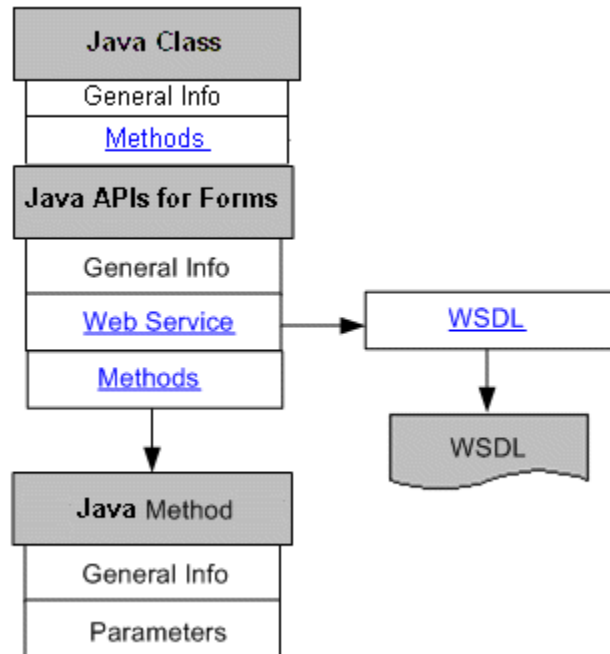 Java Class
General Info
Methods
Java APIs for Forms
General Info
Web Service
WSDL
Methods
WSDL
Java Method
General Info
Parameters